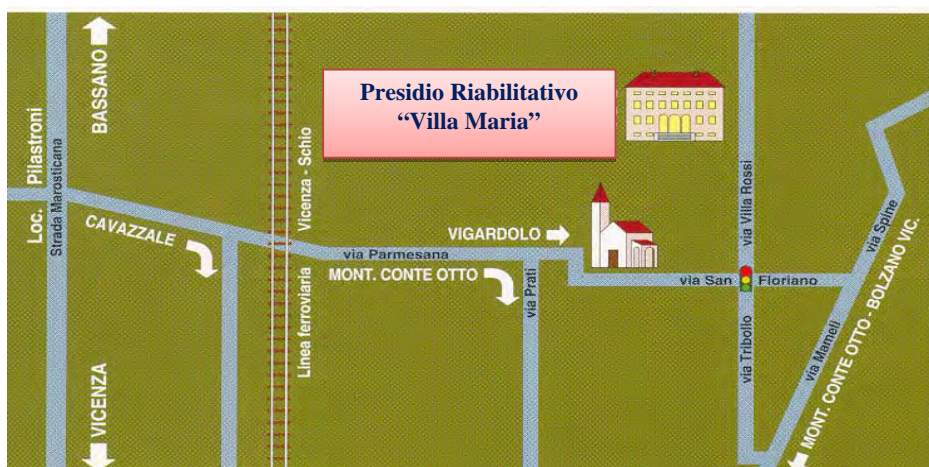 BASSANO
Loc. Pilastroni
Strada Marosticana
Presidio Riabilitativo
“Villa Maria”
Vicenza - Schio
Linea ferroviaria
CAVAZZALE
VIGARDOLO
via Parmesana
MONT. CONTE OTTO
via Prati
via San Floriano
via Villa Rossi
via Tribollo
via Spine
via Mameli
MONT. CONTE OTTO - BOLZANO VIC.
VICENZA